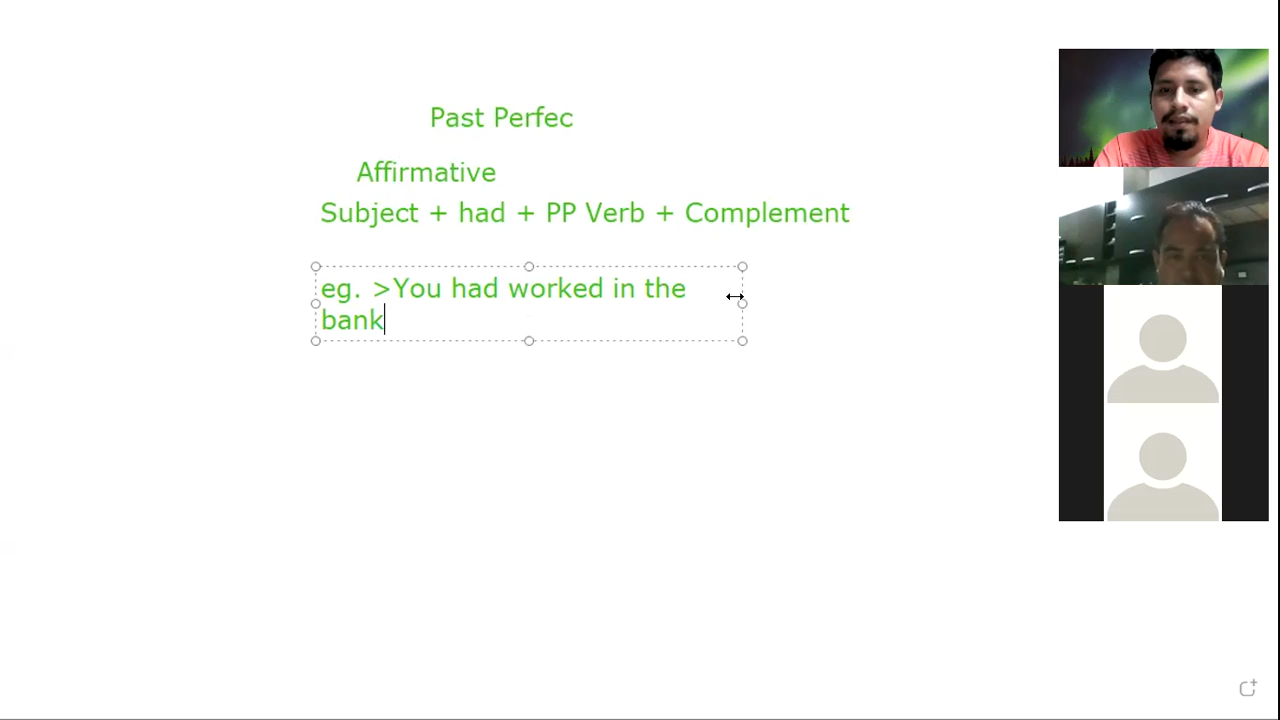 Past Perfec
Affirmative
Subject + had + PP Verb + Complement
eg. >You had worked in the
bank